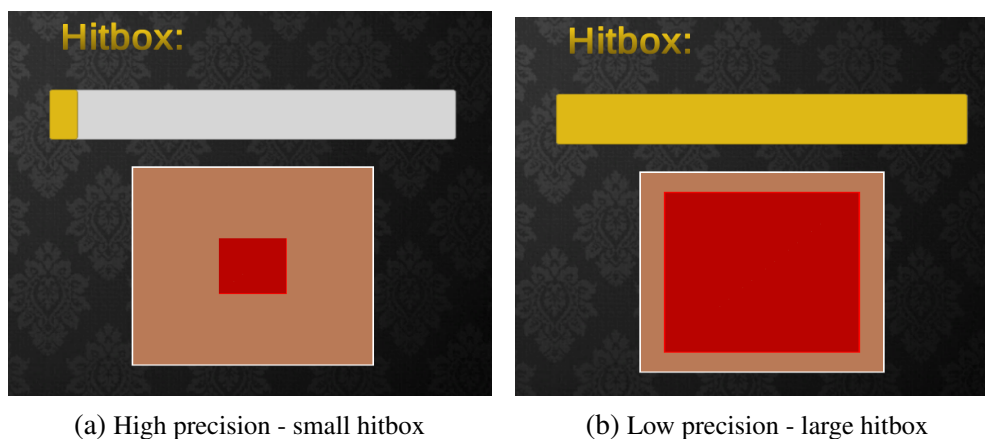 Hitbox:
Hitbox:
(a) High precision - small hitbox
(b) Low precision - large hitbox